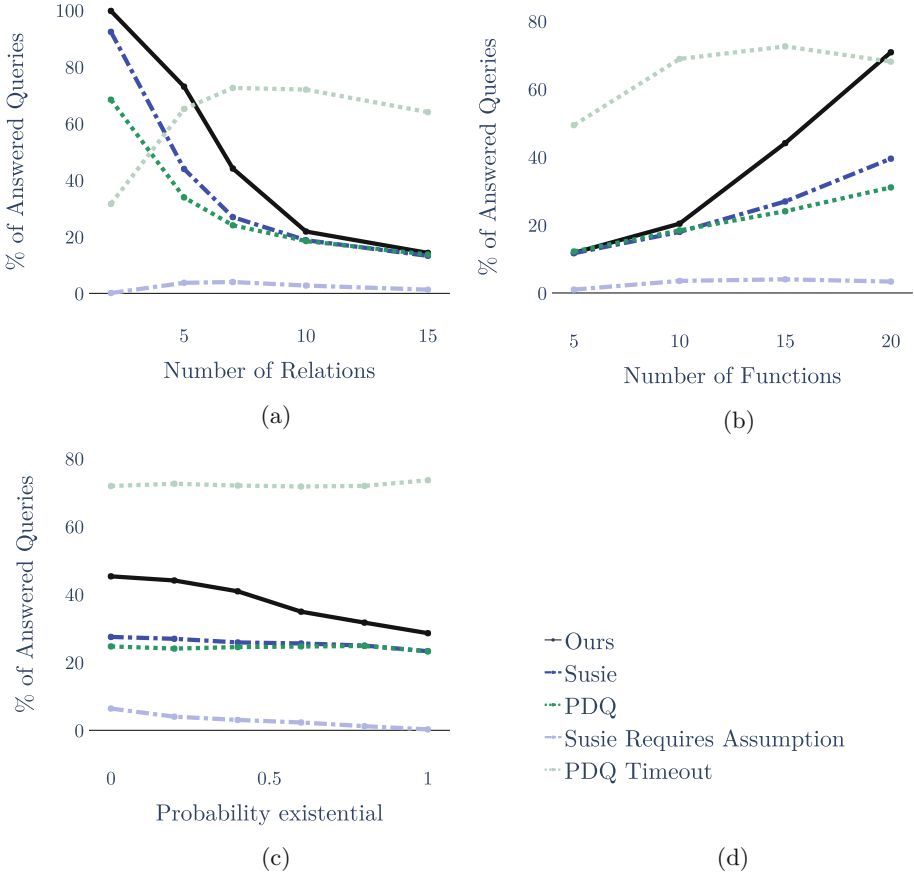 % of Answered Queries
100
80
60
40
20
0
5
10
15
Number of Relations
(a)
% of Answered Queries
80
60
40
20
0
5
10
15
20
Number of Functions
(b)
% of Answered Queries
80
60
40
20
0
0
0.5
1
Probability existential
(c)
Ours
Susie
PDQ
Susie Requires Assumption
PDQ Timeout
(d)